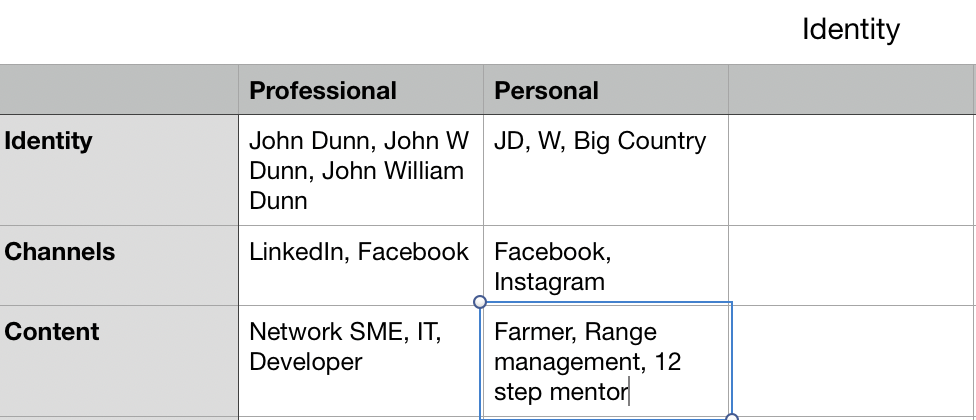 Identity
Professional Personal
Identity John Dunn, John W JD, W, Big Country
Dunn, John William
Dunn
Channels LinkedIn, Facebook Facebook,
Instagram
Content Network SME, IT, Farmer, Range
Developer management, 12
step mentor